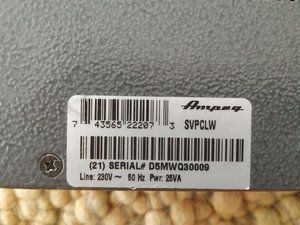 Ampeg
7 43565 22207 3 SVPCLW
(21) SERIAL# D5MWQ30009
Line: 230V ~ 50 Hz Pwr: 25VA